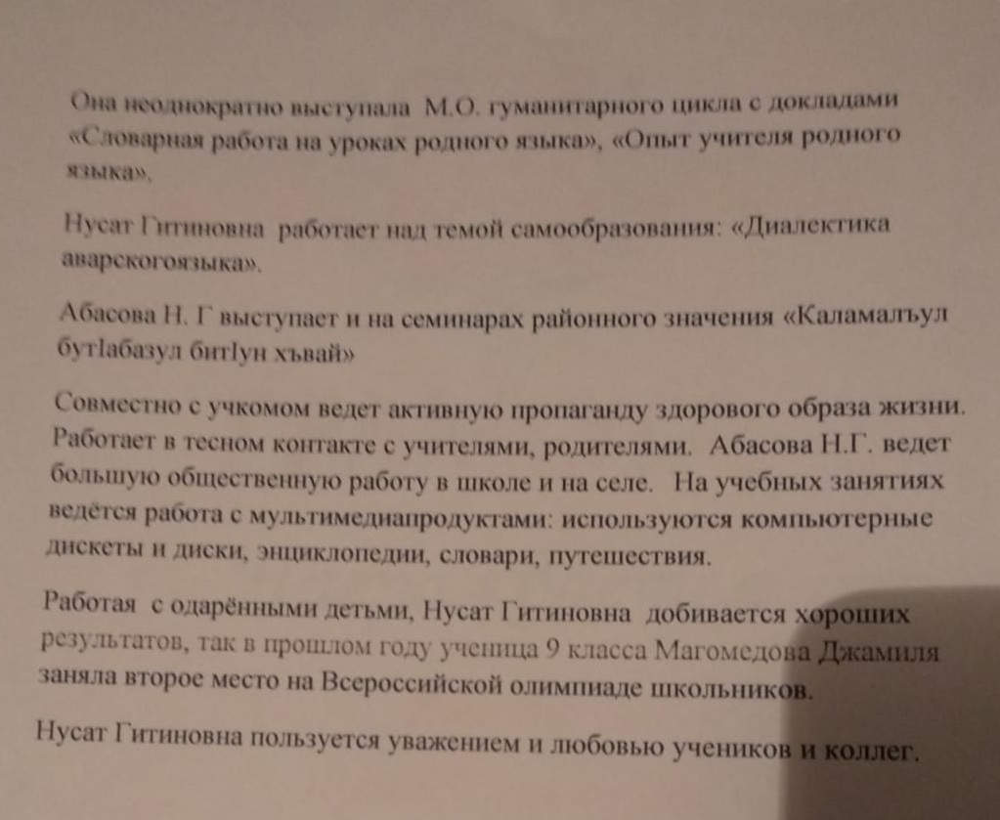 Она неоднократно выступала М.О. гуманитарного цикла с докладами
«Словарная работа на уроках родного языка», «Опыт учителя родного
языка».
Нусат Гитиновна работает над темой самообразования: «Диалектика
аварскогоязыка».
Абасова Н. Г выступает и на семинарах районного значения «Каламалъул
бутIабазул битIун хъвай»
Совместно с учкомом ведет активную пропаганду здорового образа жизни.
Работает в тесном контакте с учителями, родителями. Абасова Н.Г. ведет
большую общественную работу в школе и на селе. На учебных занятиях
ведётся работа с мультимедиапродуктами: используются компьютерные
дискеты и диски, энциклопедии, словари, путешествия.
Работая с одарёнными детьми, Нусат Гитиновна добивается хороших
результатов, так в прошлом году ученица 9 класса Магомедова Джамиля
заняла второе место на Всероссийской олимпиаде школьников.
Нусат Гитиновна пользуется уважением и любовью учеников и коллег.